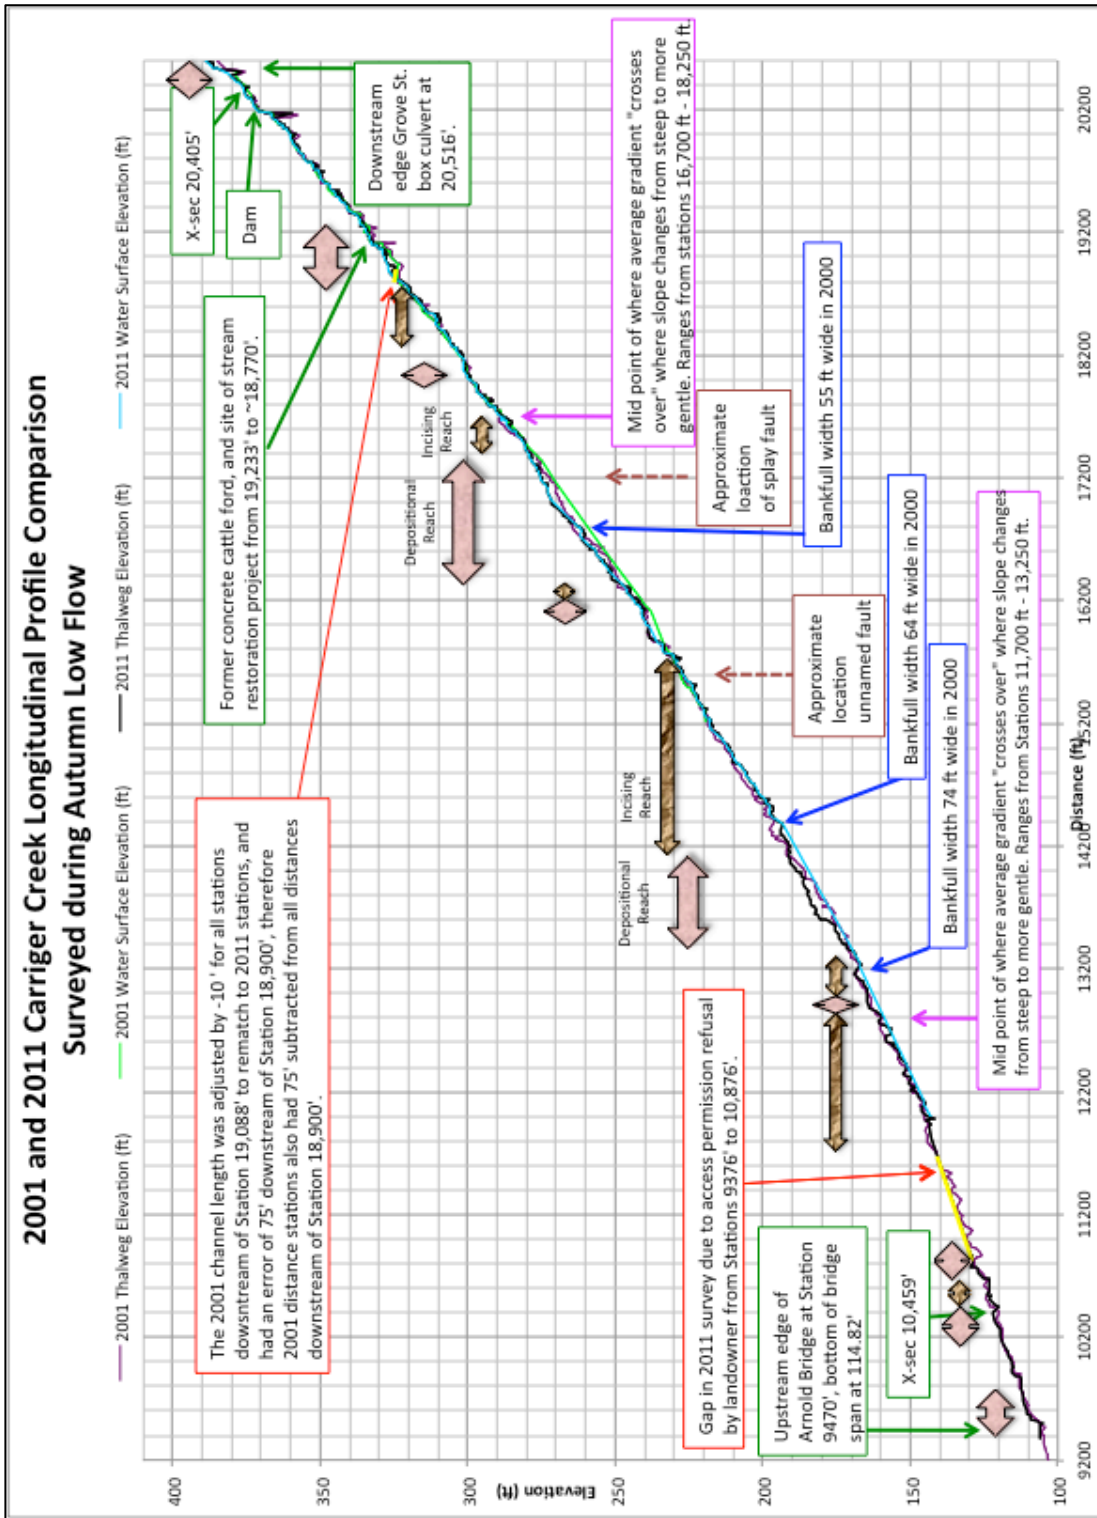 2001 and 2011 Carriger Creek Longitudinal Profile Comparison
Surveyed during Autumn Low Flow
2001 Thalweg Elevation (ft)
2001 Water Surface Elevation (ft)
2011 Thalweg Elevation (ft)
2011 Water Surface Elevation (ft)
The 2001 channel length was adjusted by -10 ' for all stations
dowsntream of Station 19,088' to rematch to 2011 stations, and
had an error of 75' downstream of Station 18,900', therefore
2001 distance stations also had 75' subtracted from all distances
downstream of Station 18,900'.
Former concrete cattle ford, and site of stream
restoration project from 19,233' to ~18,770'.
X-sec 20,405'
Dam
Downstream
edge Grove St.
box culvert at
20,516'.
Gap in 2011 survey due to access permission refusal
by landowner from Stations 9376' to 10,876'.
Upstream edge of
Arnold Bridge at Station
9470', bottom of bridge
span at 114.82'
X-sec 10,459'
Depositional
Reach
Incising
Reach
Depositional
Reach
Incising
Reach
Mid point of where average gradient "crosses
over" where slope changes from steep to more
gentle. Ranges from stations 16,700 ft - 18,250 ft.
Approximate
loaction
of splay fault
Bankfull width 55 ft wide in 2000
Approximate
location
unnamed fault
Bankfull width 64 ft wide in 2000
Bankfull width 74 ft wide in 2000
Mid point of where average gradient "crosses over" where slope changes
from steep to more gentle. Ranges from Stations 11,700 ft - 13,250 ft.
Elevation (ft)
400
350
300
250
200
150
100
9200
10200
11200
12200
13200
14200
15200
16200
17200
18200
19200
20200
Distance (ft)